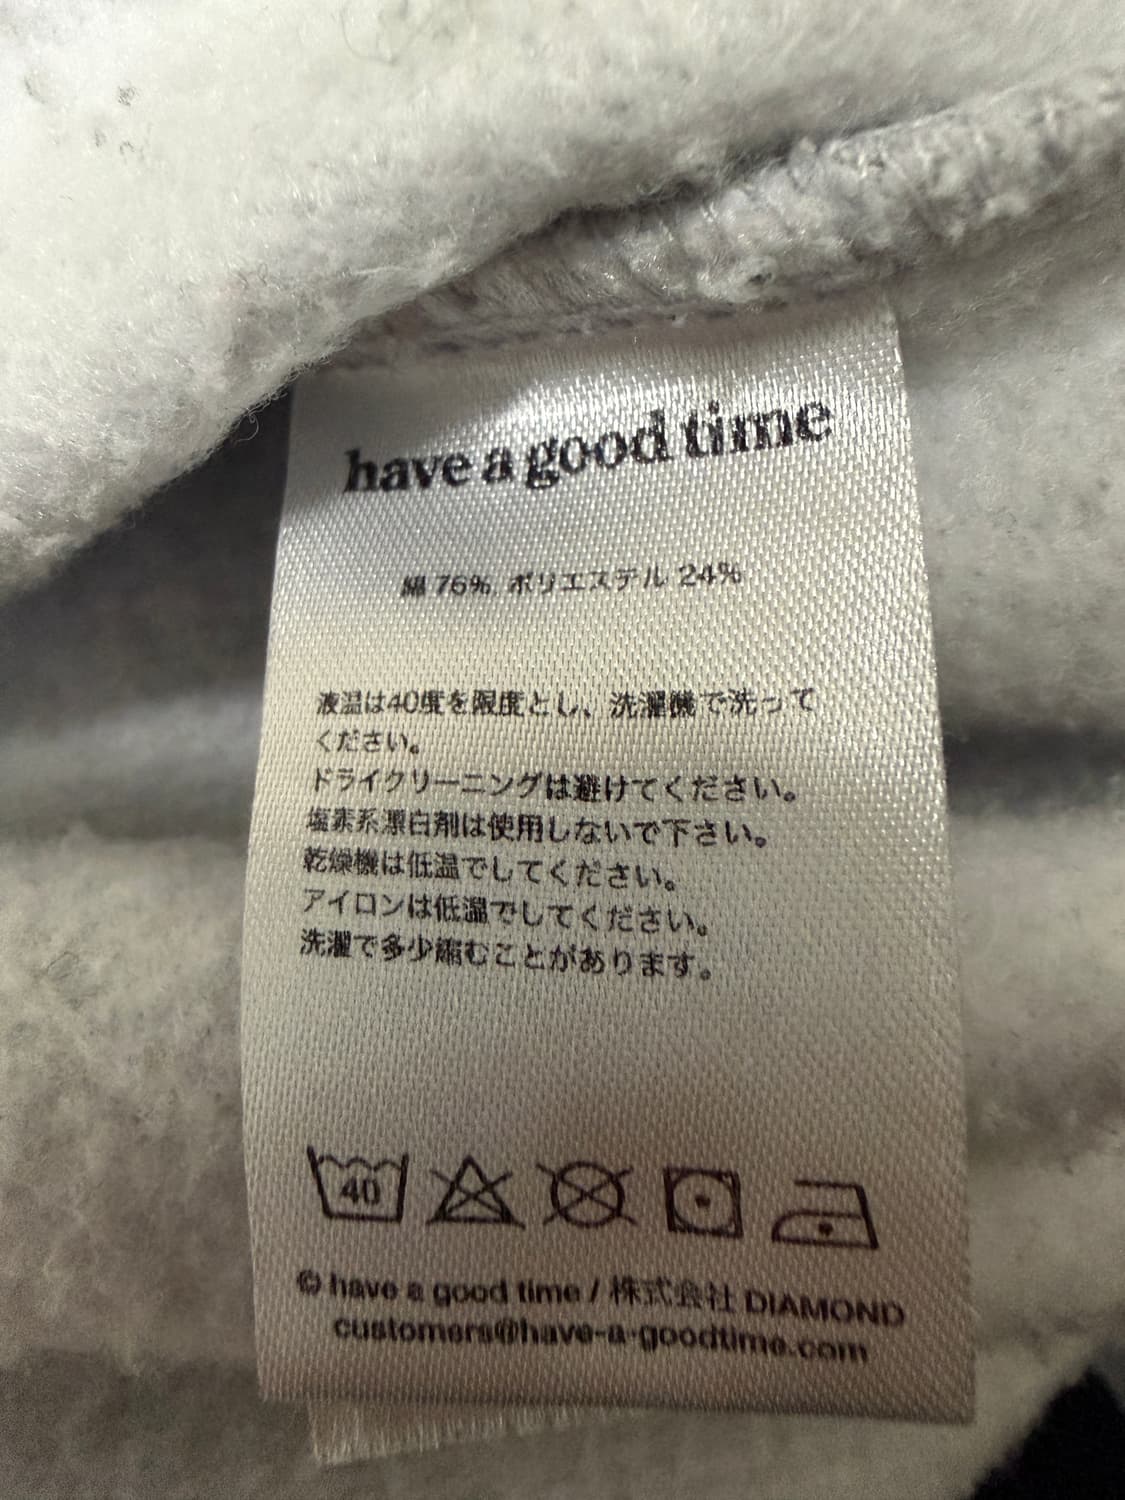 have a good time
綿 76% ポリエステル 24%
液温は40度を限度とし、洗濯機で洗って
ください。
ドライクリーニングは避けてください。
塩素系漂白剤は使用しないで下さい。
乾燥機は低温でしてください。
アイロンは低温でしてください。
洗濯で多少縮むことがあります。
40
© have a good time / 株式会社 DIAMOND
customers@have-a-goodtime.com